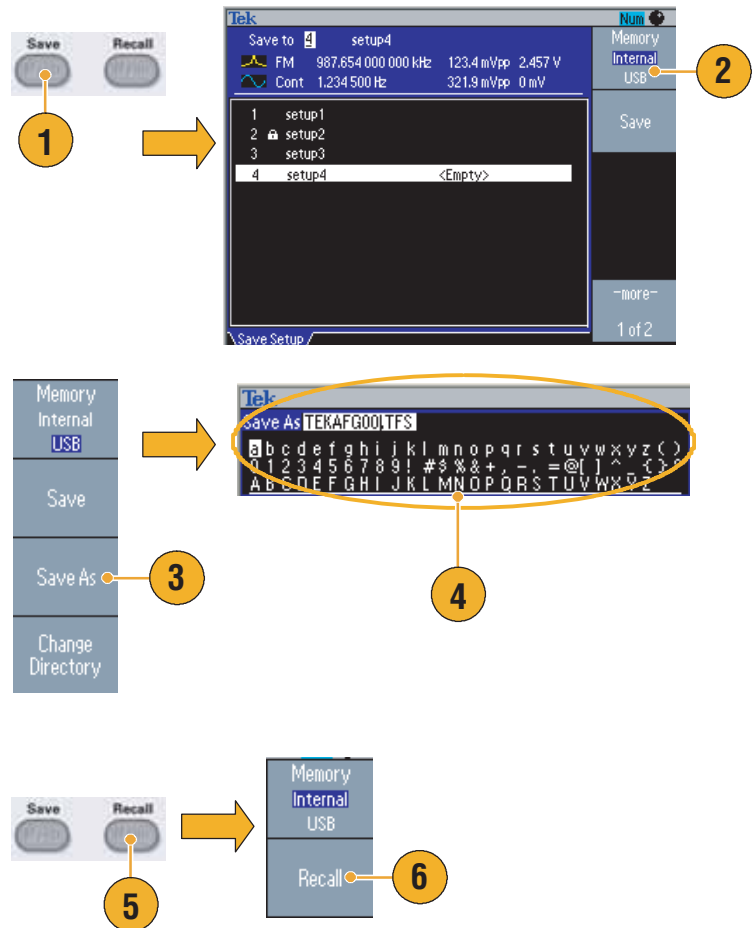 Save Recall
1
Tek
Num
Save to 4 setup4
FM 987.654 000 000 kHz 123.4 mVpp 2.457 V
Cont 1.234 500 Hz 321.9 mVpp 0 mV
1 setup1
2 setup2
3 setup3
4 setup4 <Empty>
Save Setup
Memory
Internal
USB
2
Save
-more-
1 of 2
Memory
Internal
USB
Save
Save As
3
Change
Directory
Tek
Save As TEKAFG00I.TFS
a b c d e f g h i j k l m n o p q r s t u v w x y z ( )
0 1 2 3 4 5 6 7 8 9 ! # $ % & + , - . = @ [ ] ^ _ { }
A B C D E F G H I J K L M N O P Q R S T U V W X Y Z
4
Save Recall
5
Memory
Internal
USB
Recall
6